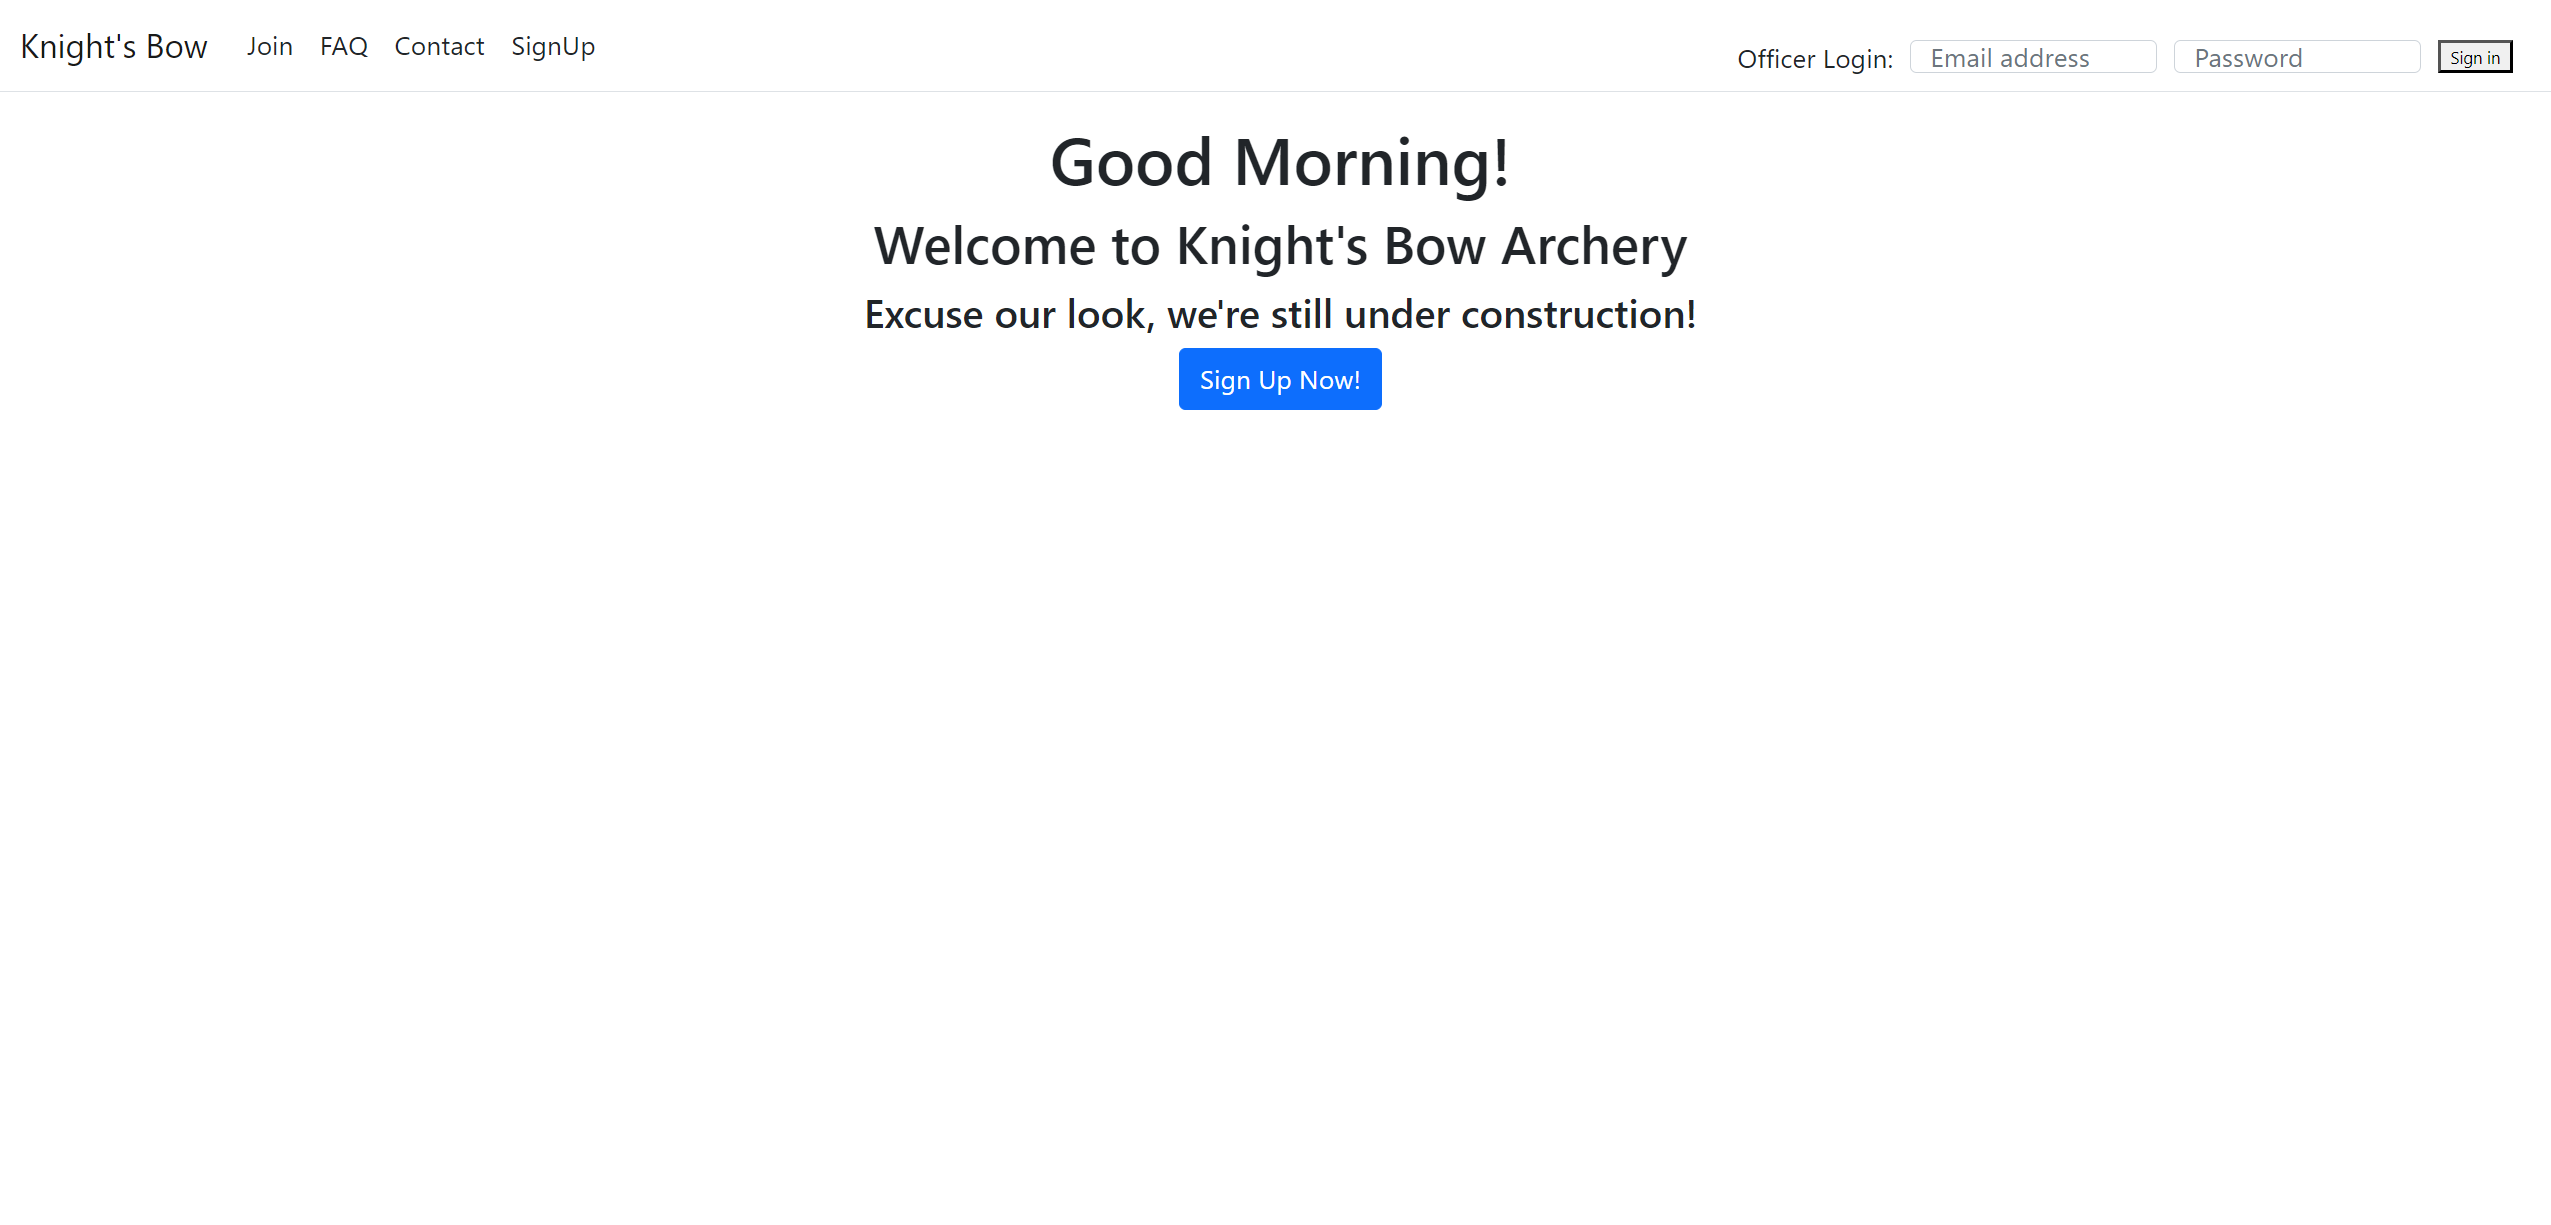 Knight's Bow Join FAQ Contact SignUp Officer Login: Email address Password Sign in
Good Morning!
Welcome to Knight's Bow Archery
Excuse our look, we're still under construction!
Sign Up Now!